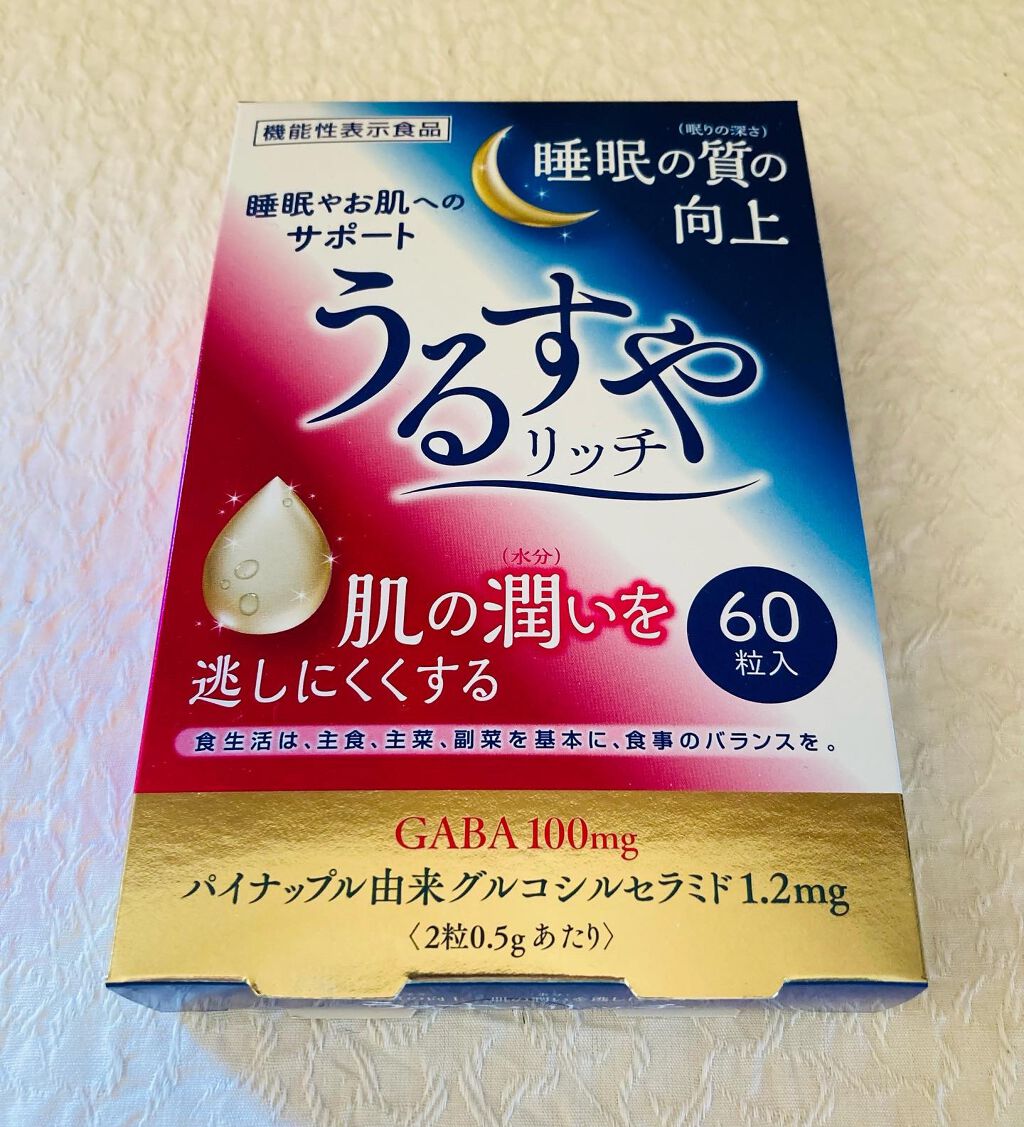 機能性表示食品
(眠りの深さ)
睡眠の質の
向上
睡眠やお肌への
サポート
うるすや
リッチ
(水分)
肌の潤いを
逃しにくくする
60
粒入
食生活は、主食、主菜、副菜を基本に、食事のバランスを。
GABA 100mg
パイナップル由来グルコシルセラミド1.2mg
〈2粒0.5gあたり〉